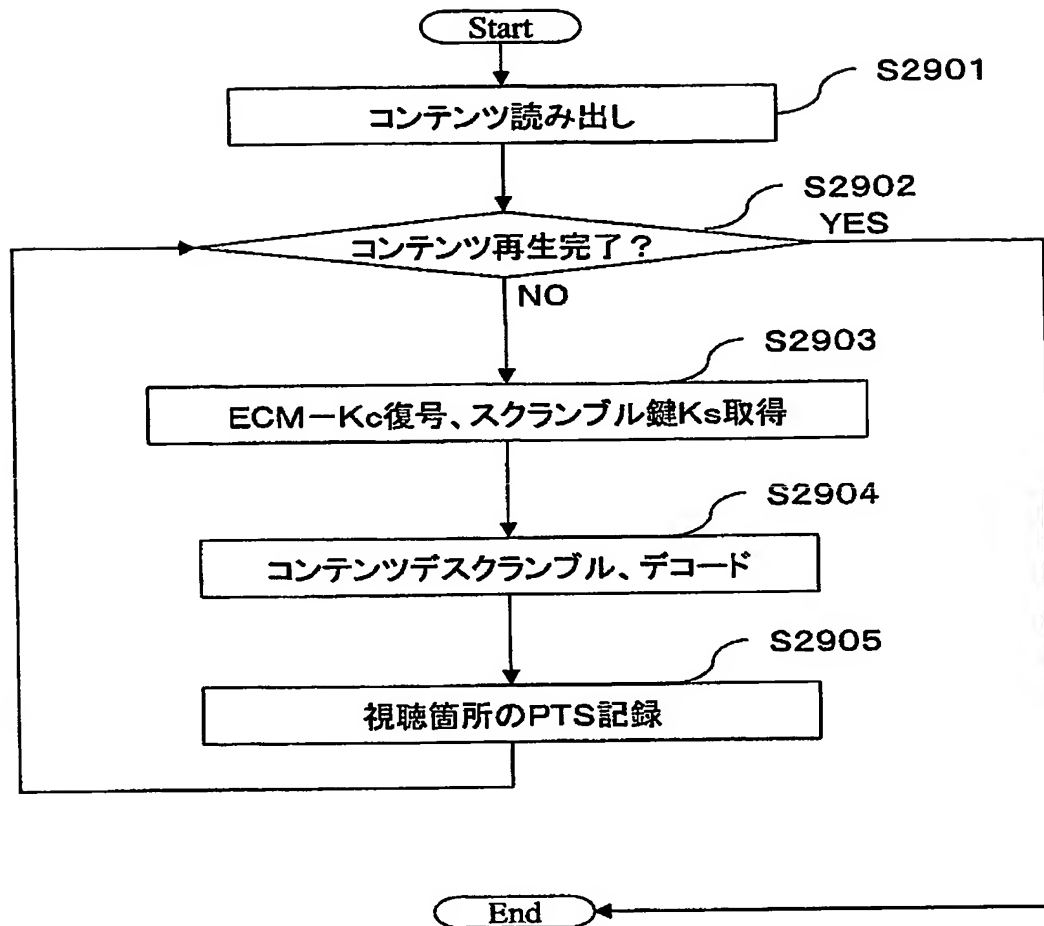 Start
S2901
コンテンツ読み出し
S2902
YES
コンテンツ再生完了?
NO
S2903
ECM-Kc復号、スクランブル鍵Ks取得
S2904
コンテンツデスクランブル、デコード
S2905
視聴箇所のPTS記録
End